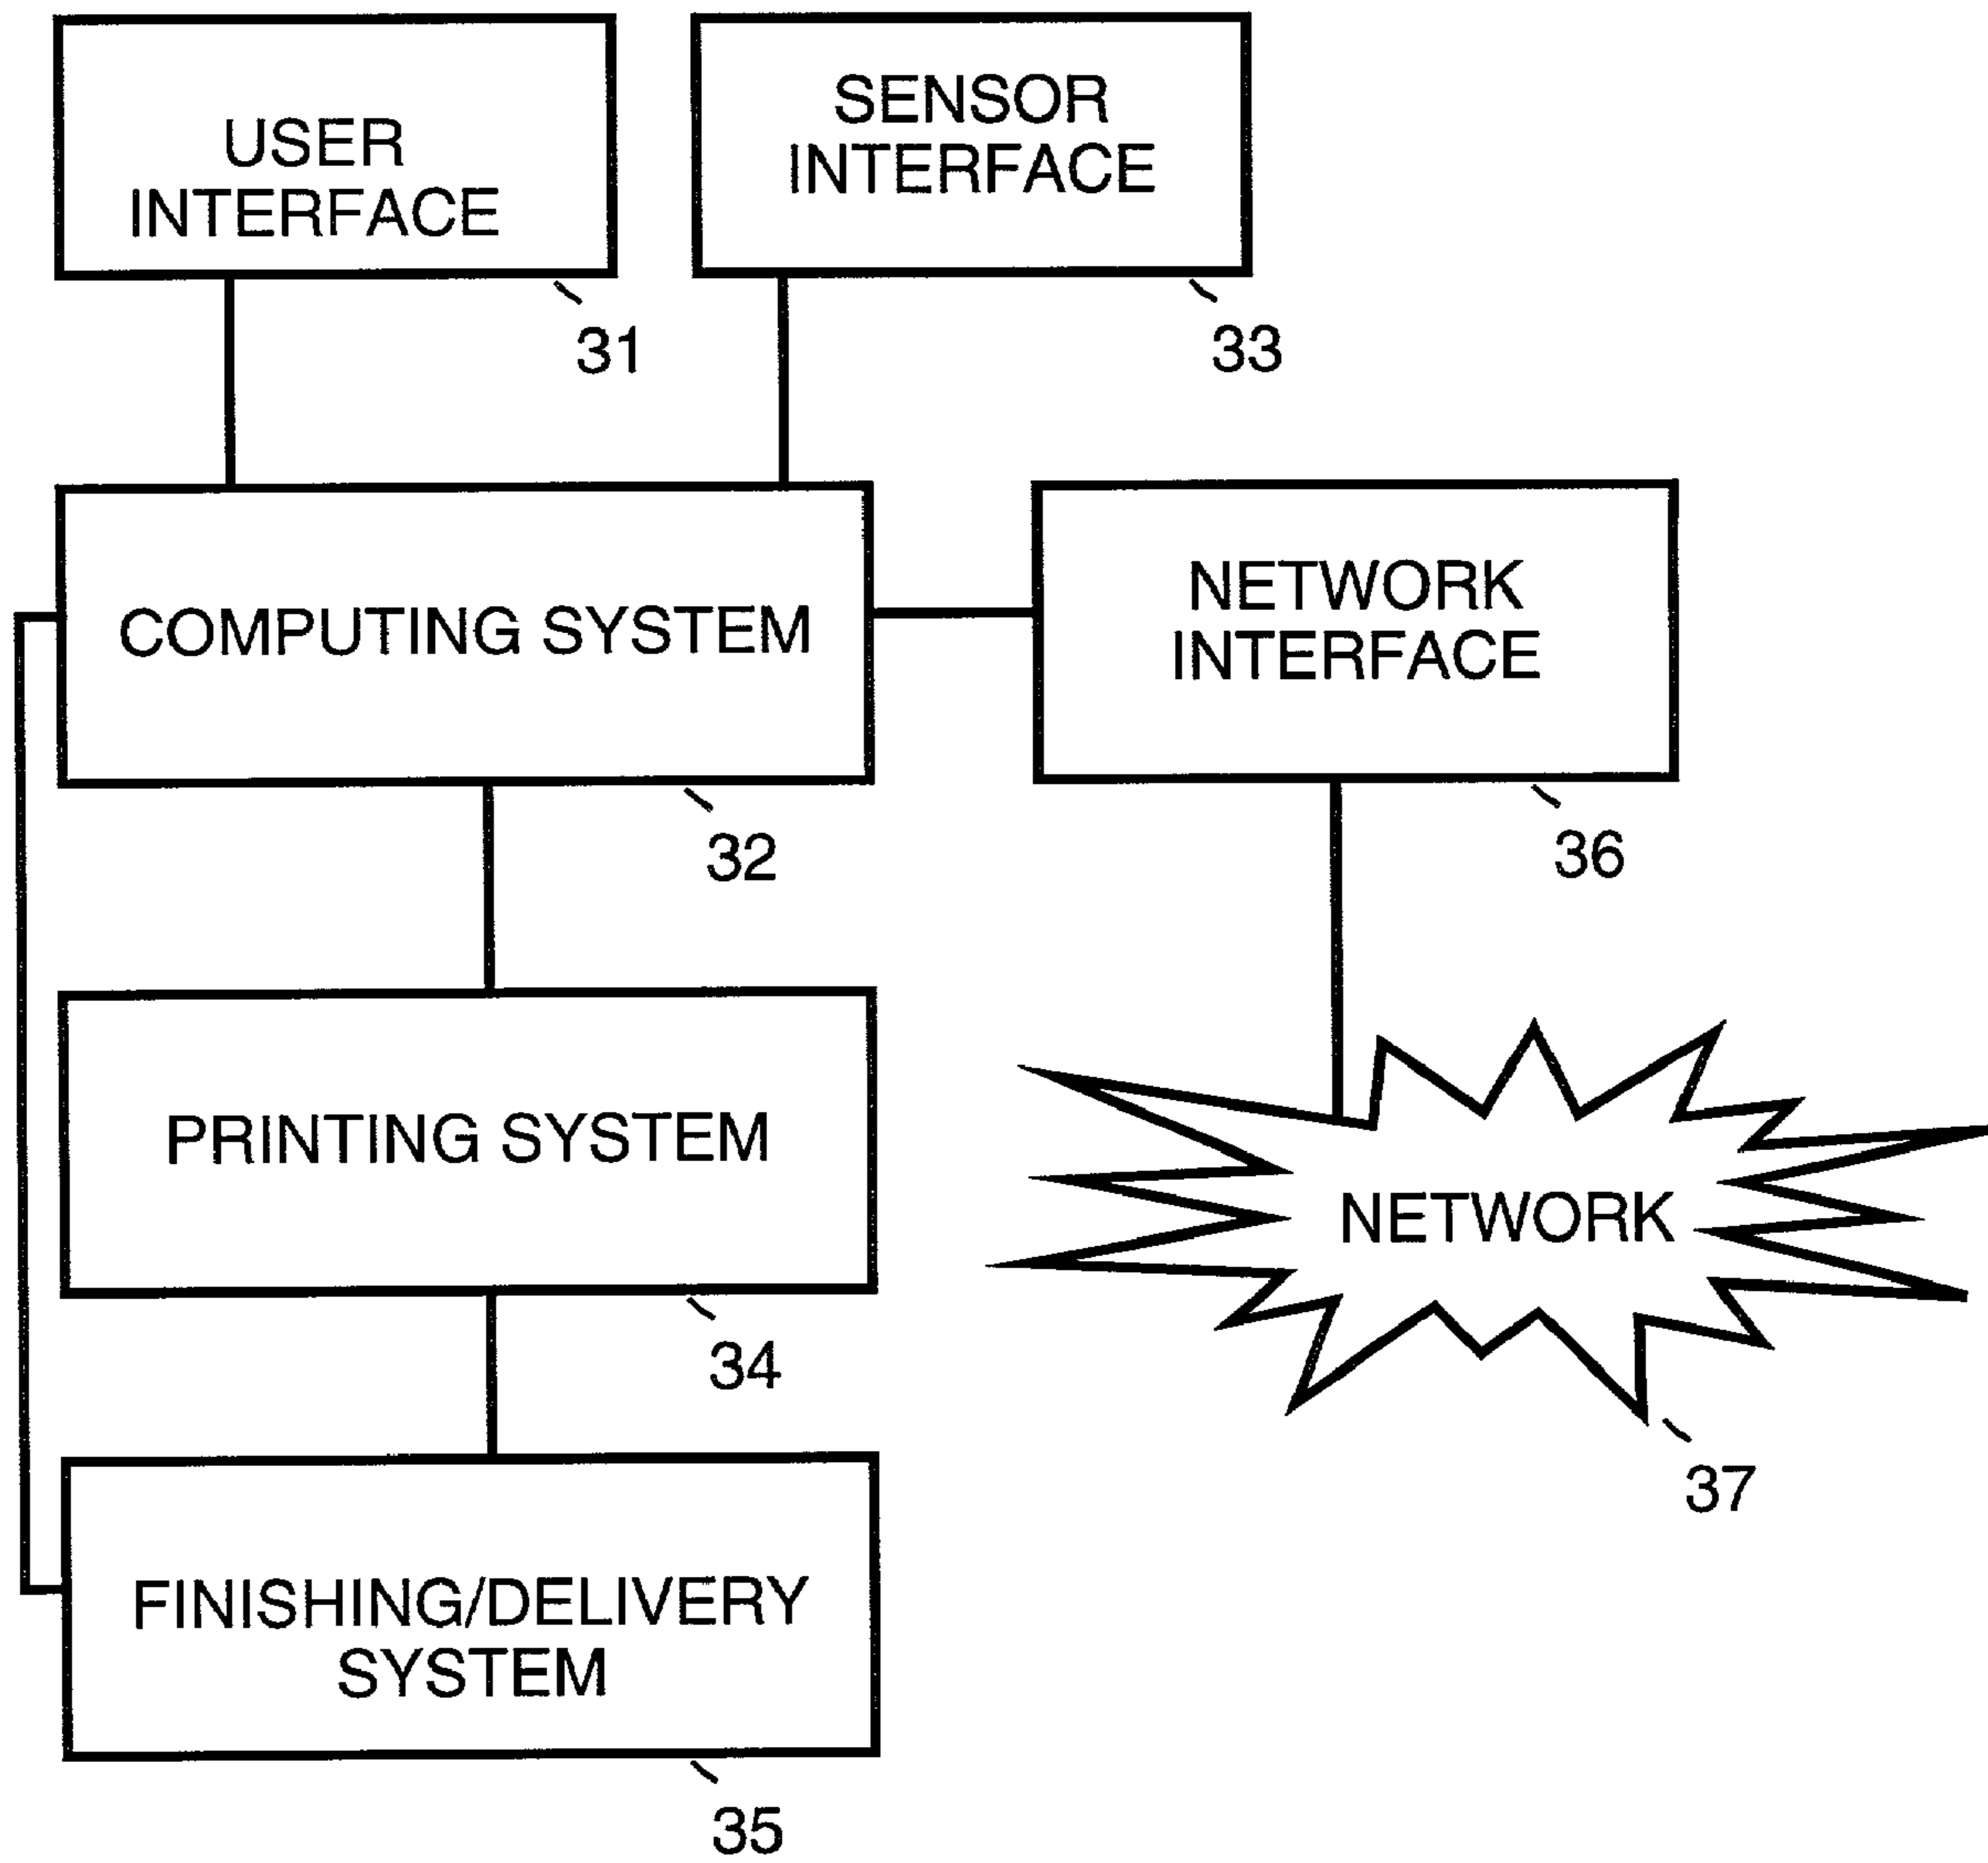 USER
INTERFACE
31
SENSOR
INTERFACE
33
COMPUTING SYSTEM
32
NETWORK
INTERFACE
36
PRINTING SYSTEM
34
NETWORK
37
FINISHING/DELIVERY
SYSTEM
35